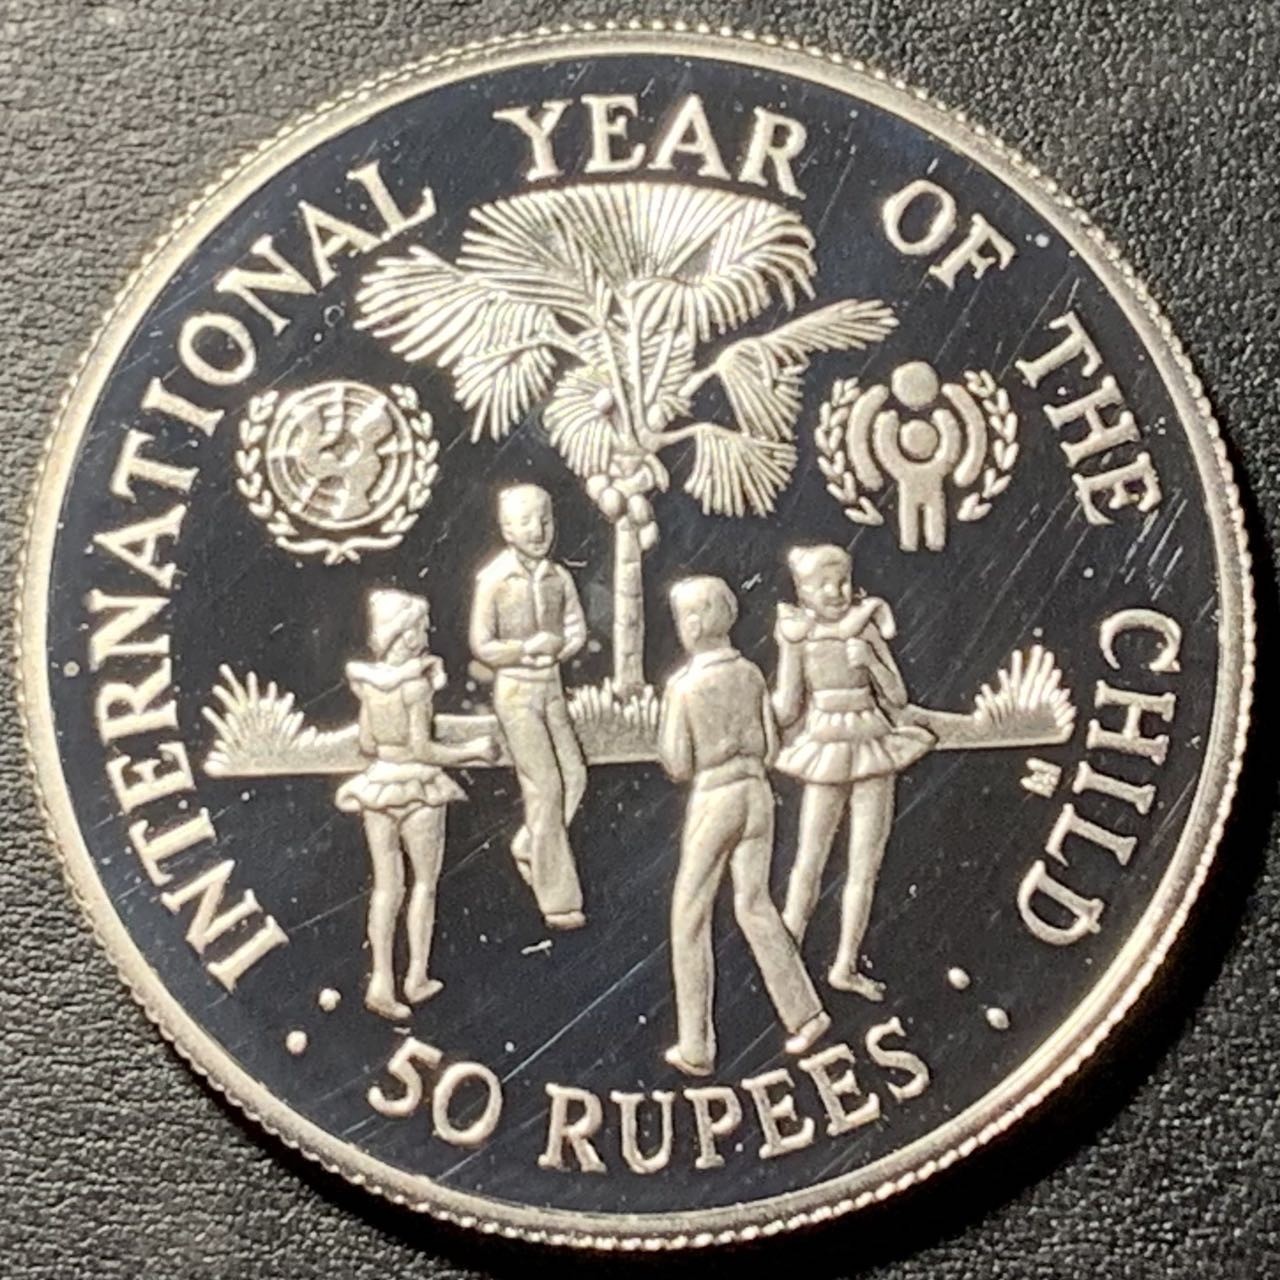 INTERNATIONAL YEAR OF THE CHILD
50 RUPEES